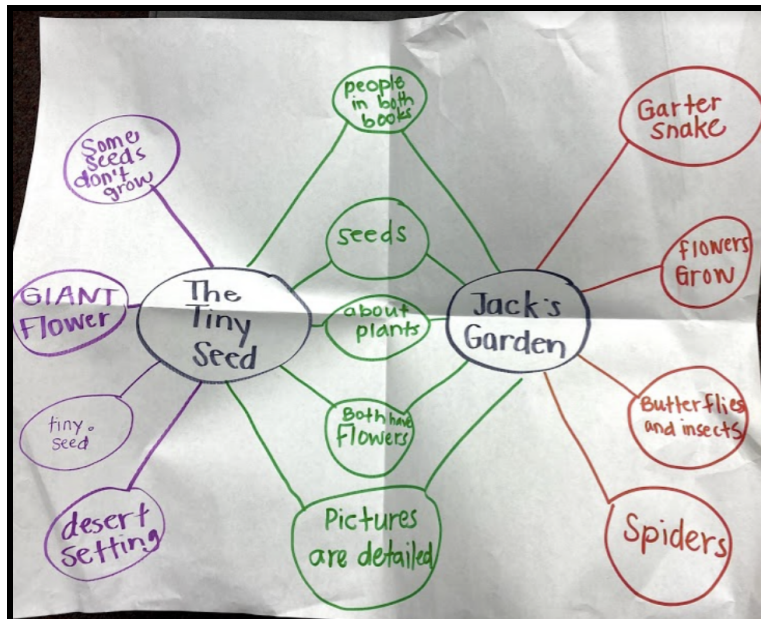 people
in both
books
Garter
snake
Some
seeds
don't
grow
seeds
flowers
Grow
GIANT
Flower
The
Tiny
Seed
about
plants
Jack's
Garden
tiny.
seed
Both have
Flowers
Butterflies
and insects
desert
setting
Pictures
are detailed
Spiders